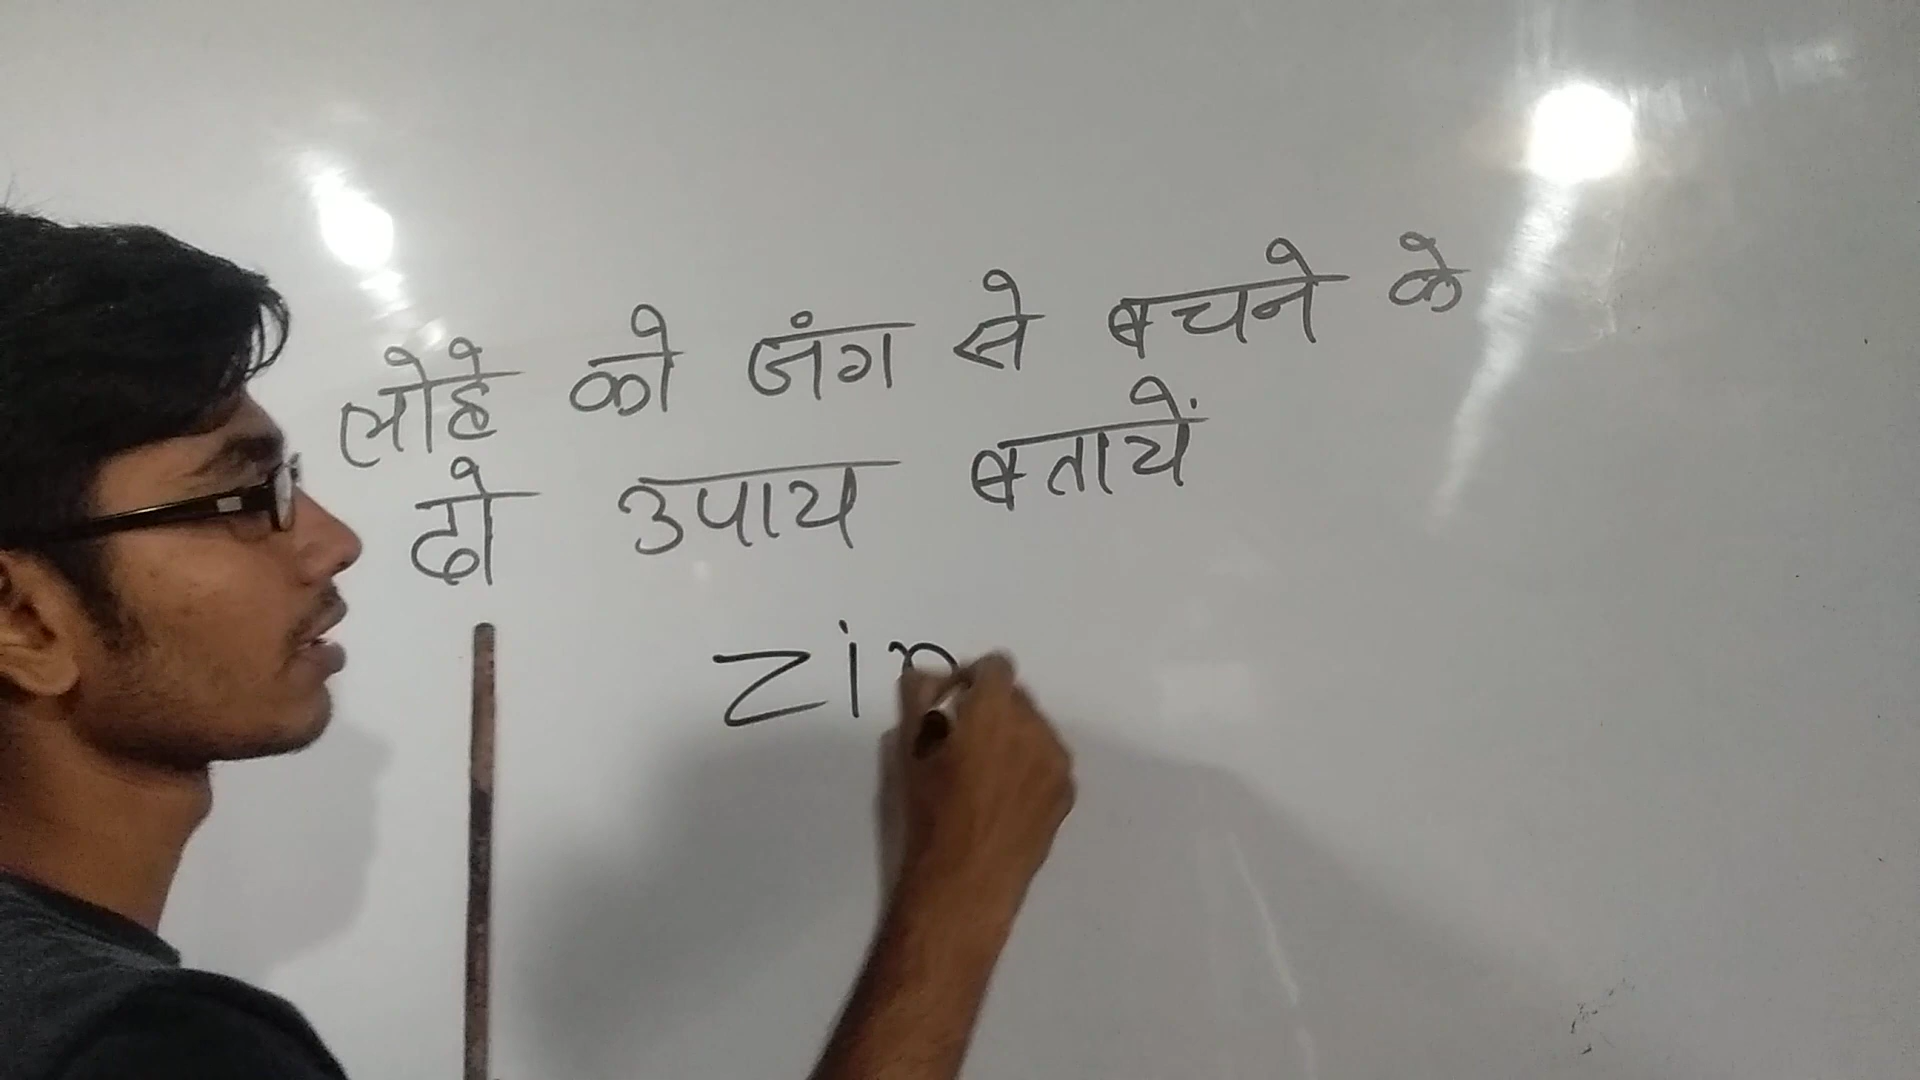 लोहे को जंग से बचने के
दो उपाय बतायें
zin